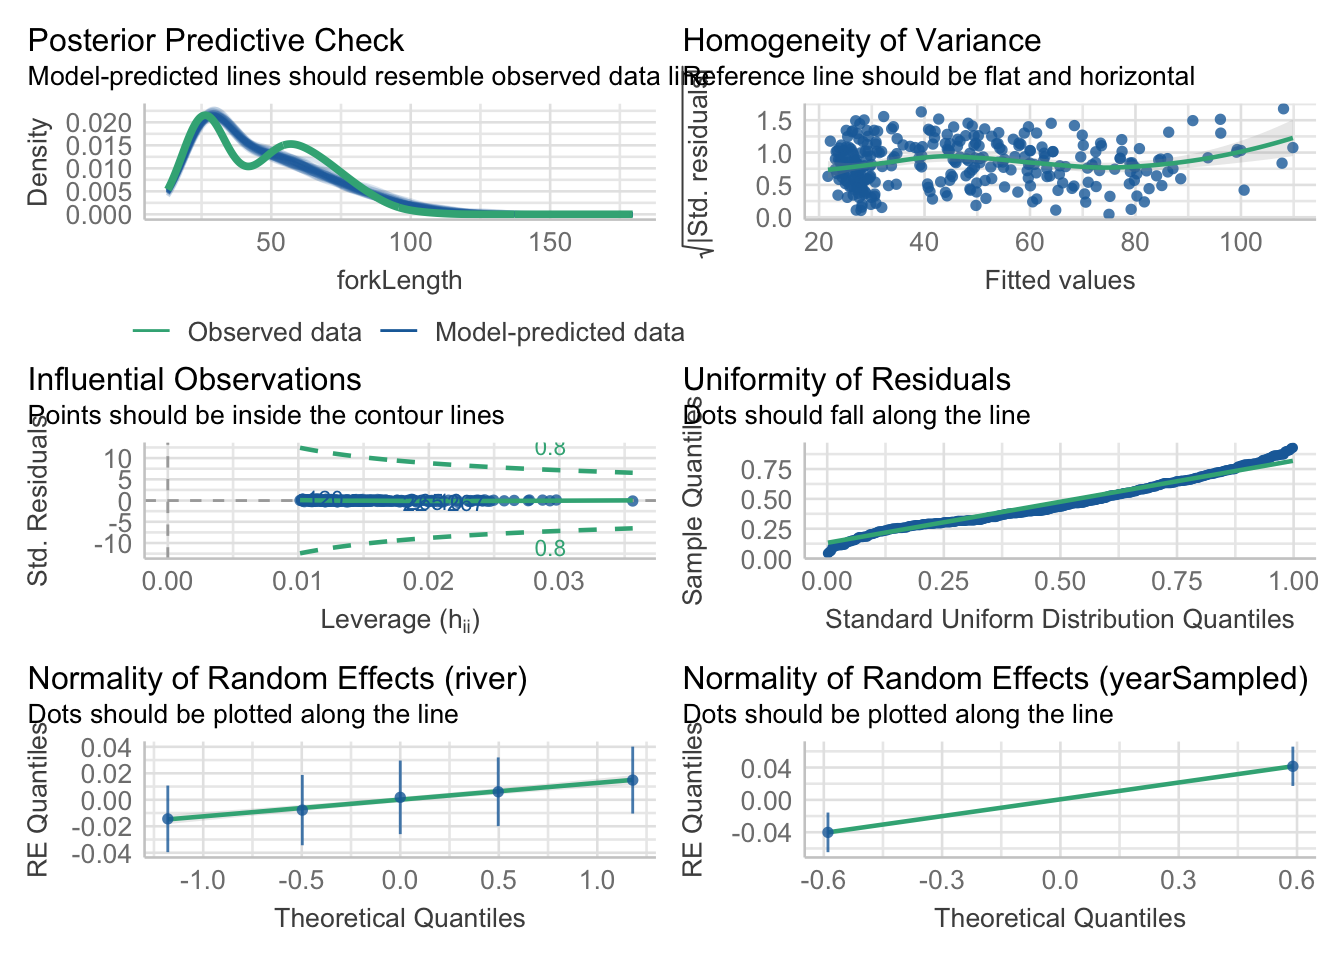 Posterior Predictive Check
Model-predicted lines should resemble observed data line
Density
0.020
0.015
0.010
0.005
0.000
50
100
150
forkLength
Observed data
Model-predicted data
Homogeneity of Variance
Reference line should be flat and horizontal
√|Std. residuals|
1.5
1.0
0.5
0.0
20
40
60
80
100
Fitted values
Influential Observations
Points should be inside the contour lines
Std. Residuals
10
5
0
-5
-10
0.8
0.8
0.00
0.01
0.02
0.03
Leverage (hii)
Uniformity of Residuals
Dots should fall along the line
Sample Quantiles
0.75
0.50
0.25
0.00
0.00
0.25
0.50
0.75
1.00
Standard Uniform Distribution Quantiles
Normality of Random Effects (river)
Dots should be plotted along the line
RE Quantiles
0.04
0.02
0.00
-0.02
-0.04
-1.0
-0.5
0.0
0.5
1.0
Theoretical Quantiles
Normality of Random Effects (yearSampled)
Dots should be plotted along the line
RE Quantiles
0.04
0.00
-0.04
-0.6
-0.3
0.0
0.3
0.6
Theoretical Quantiles